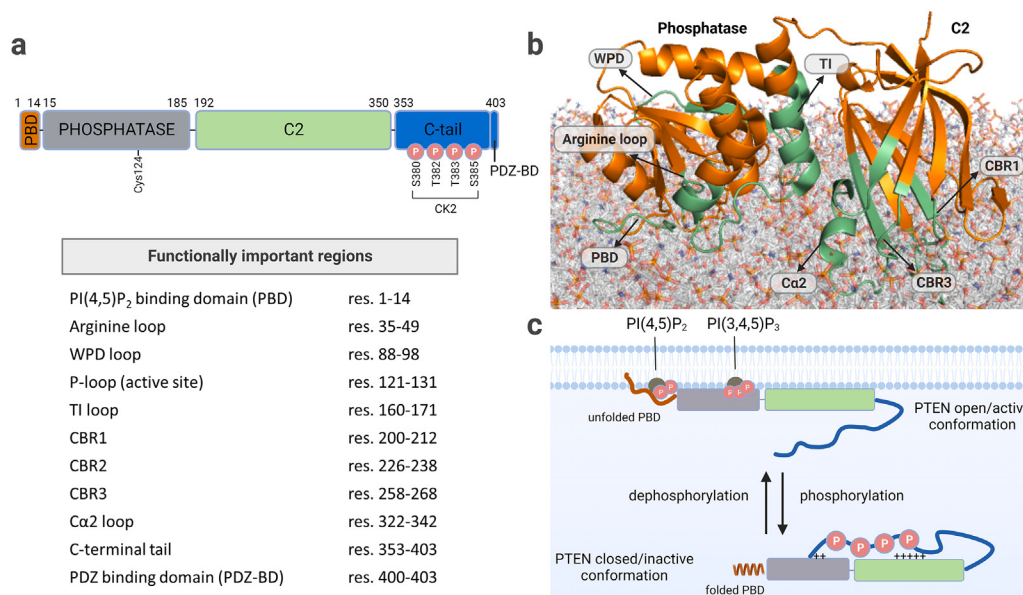 a
1 14 15 185 192 350 353 403
PBD
PHOSPHATASE
C2
C-tail
P P P P
PDZ-BD
Cys124
S380
T382
T383
S385
CK2
Functionally important regions
PI(4,5)P₂ binding domain (PBD) res. 1-14
Arginine loop res. 35-49
WPD loop res. 88-98
P-loop (active site) res. 121-131
TI loop res. 160-171
CBR1 res. 200-212
CBR2 res. 226-238
CBR3 res. 258-268
Cα2 loop res. 322-342
C-terminal tail res. 353-403
PDZ binding domain (PDZ-BD) res. 400-403
b
Phosphatase
C2
WPD
TI
Arginine loop
CBR1
PBD
Cα2
CBR3
c
PI(4,5)P₂ PI(3,4,5)P₃
P P
P P P
unfolded PBD
PTEN open/activ
conformation
dephosphorylation
phosphorylation
PTEN closed/inactive
conformation
P P P P
++ +++++
folded PBD